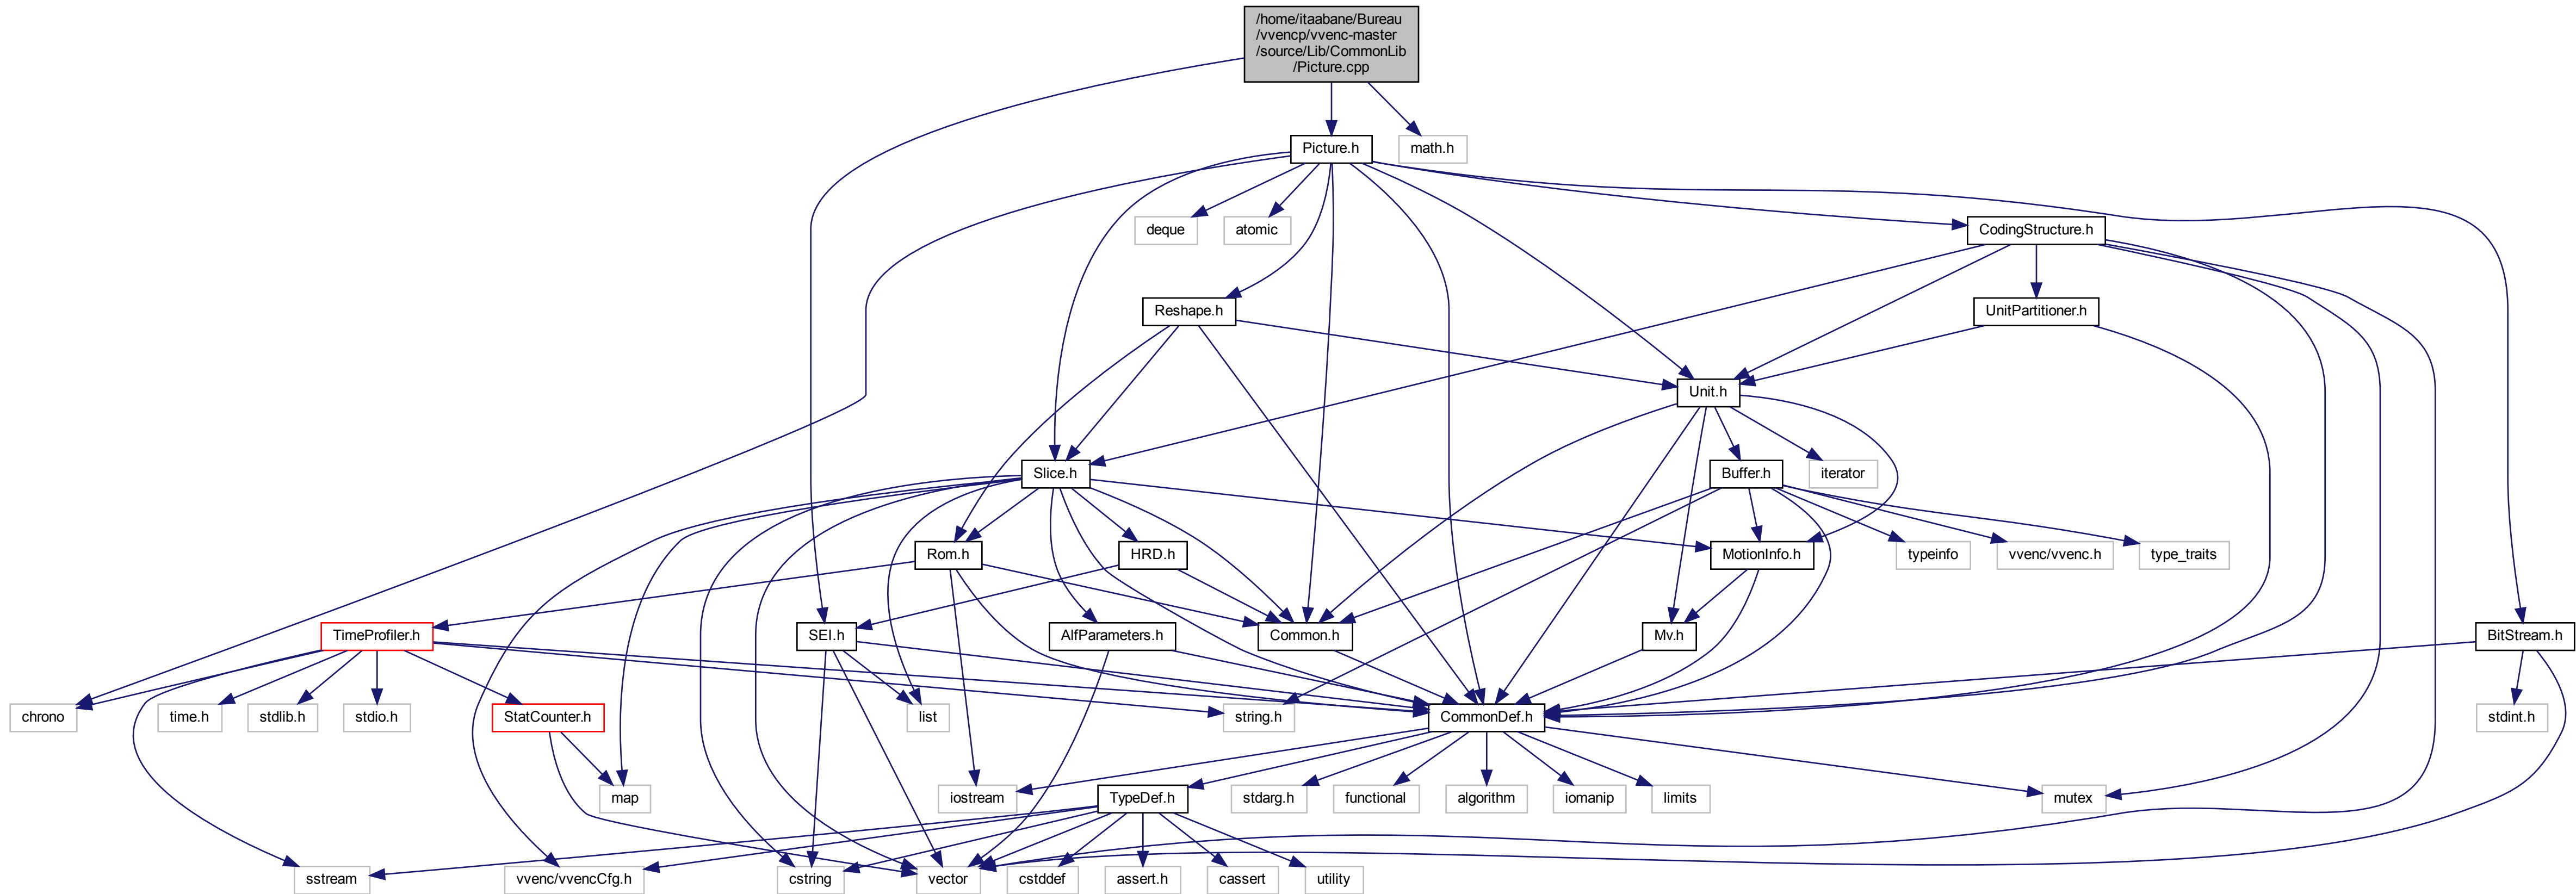 /home/itaabane/Bureau
/vvencp/vvenc-master
/source/Lib/CommonLib
/Picture.cpp
Picture.h
math.h
deque
atomic
CodingStructure.h
Reshape.h
UnitPartitioner.h
Unit.h
Slice.h
Buffer.h
iterator
Rom.h
HRD.h
MotionInfo.h
typeinfo
vvenc/vvenc.h
type_traits
TimeProfiler.h
SEI.h
AlfParameters.h
Common.h
Mv.h
BitStream.h
chrono
time.h
stdlib.h
stdio.h
StatCounter.h
list
string.h
CommonDef.h
stdint.h
map
iostream
TypeDef.h
stdarg.h
functional
algorithm
iomanip
limits
mutex
sstream
vvenc/vvencCfg.h
cstring
vector
cstddef
assert.h
cassert
utility